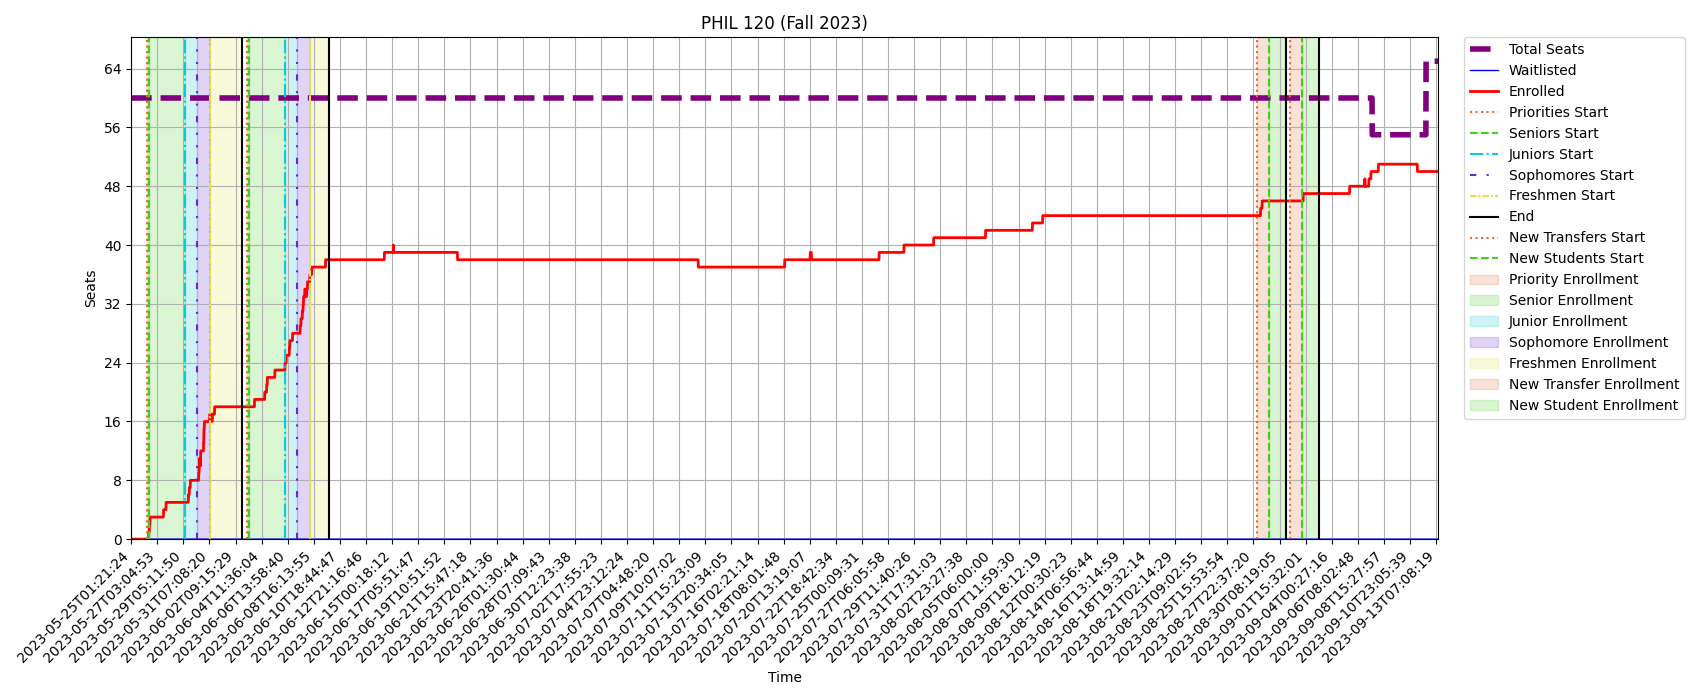 PHIL 120 (Fall 2023)
64
56
48
40
32
24
16
8
0
Seats
2023-05-25T01:21:24
2023-05-27T03:04:53
2023-05-29T05:11:50
2023-05-31T07:08:20
2023-06-02T09:15:29
2023-06-04T11:36:04
2023-06-06T13:58:40
2023-06-08T16:13:55
2023-06-10T18:44:47
2023-06-12T21:16:46
2023-06-15T00:18:12
2023-06-17T05:51:47
2023-06-19T10:51:52
2023-06-21T15:47:18
2023-06-23T20:41:36
2023-06-26T01:30:44
2023-06-28T07:09:43
2023-06-30T12:23:38
2023-07-02T17:55:23
2023-07-04T23:12:24
2023-07-07T04:48:20
2023-07-09T10:07:02
2023-07-11T15:23:09
2023-07-13T20:34:05
2023-07-16T02:21:14
2023-07-18T08:01:48
2023-07-20T13:19:07
2023-07-22T18:42:34
2023-07-25T00:09:31
2023-07-27T06:05:58
2023-07-29T11:40:26
2023-07-31T17:31:03
2023-08-02T23:27:38
2023-08-05T06:00:00
2023-08-07T11:59:30
2023-08-09T18:12:19
2023-08-12T00:30:23
2023-08-14T06:56:44
2023-08-16T13:14:59
2023-08-18T19:32:14
2023-08-21T02:14:29
2023-08-23T09:02:55
2023-08-25T15:53:54
2023-08-27T22:37:20
2023-08-30T08:19:05
2023-09-01T15:32:01
2023-09-04T00:27:16
2023-09-06T08:02:48
2023-09-08T15:27:57
2023-09-10T23:05:39
2023-09-13T07:08:19
Time
Total Seats
Waitlisted
Enrolled
Priorities Start
Seniors Start
Juniors Start
Sophomores Start
Freshmen Start
End
New Transfers Start
New Students Start
Priority Enrollment
Senior Enrollment
Junior Enrollment
Sophomore Enrollment
Freshmen Enrollment
New Transfer Enrollment
New Student Enrollment